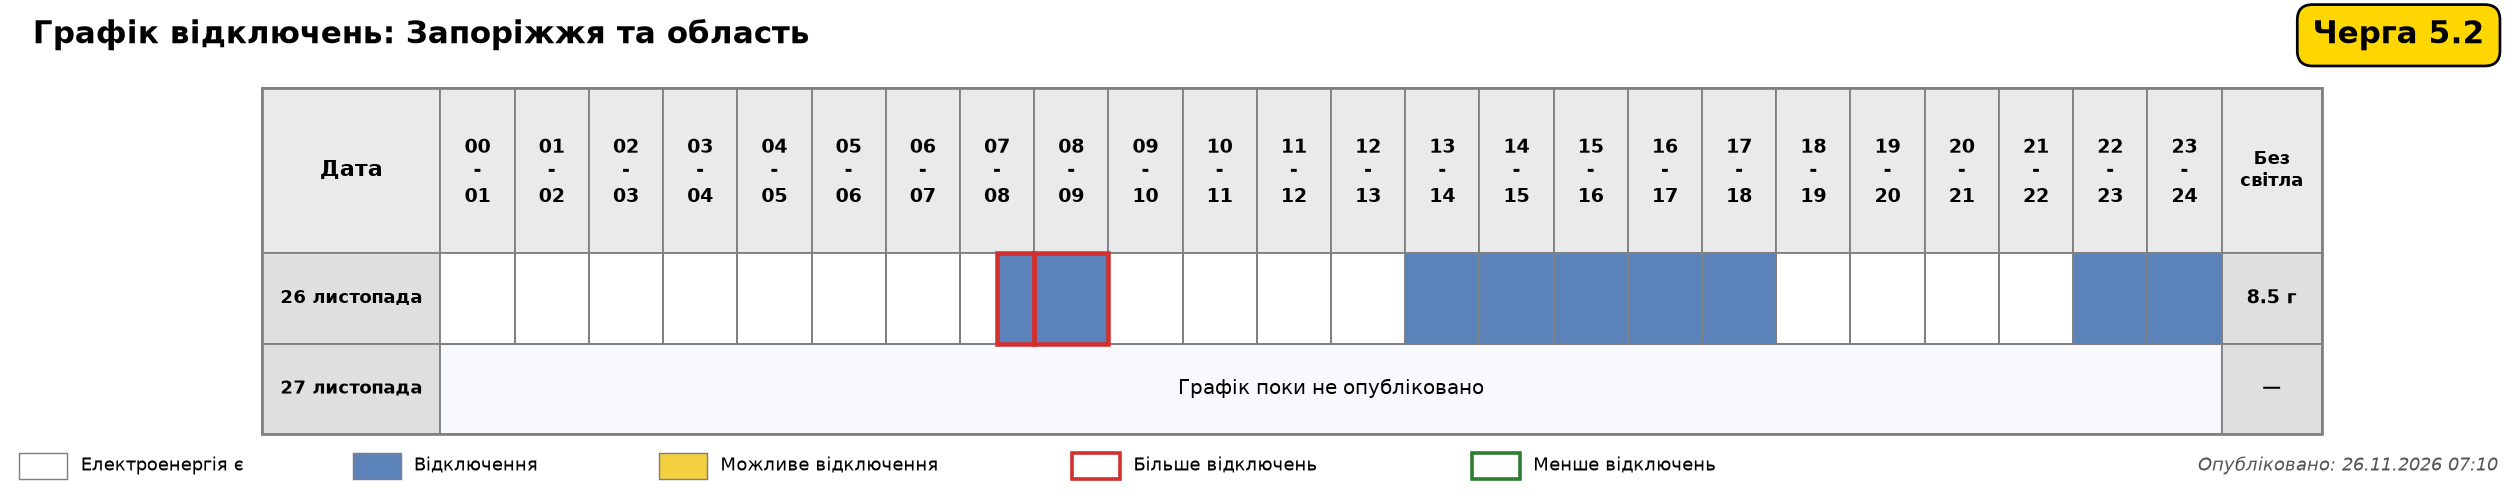 Графік відключень: Запоріжжя та область
Черга 5.2
Дата 00 - 01 01 - 02 02 - 03 03 - 04 04 - 05 05 - 06 06 - 07 07 - 08 08 - 09 09 - 10 10 - 11 11 - 12 12 - 13 13 - 14 14 - 15 15 - 16 16 - 17 17 - 18 18 - 19 19 - 20 20 - 21 21 - 22 22 - 23 23 - 24 Без світла
26 листопада 8.5 г
27 листопада Графік поки не опубліковано —
Електроенергія є Відключення Можливе відключення Більше відключень Менше відключень Опубліковано: 26.11.2026 07:10